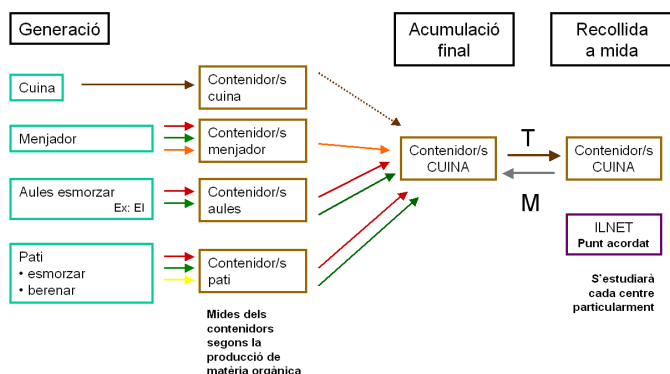 Generació
Acumulació
final
Recollida
a mida
Cuina
Contenidor/s
cuina
Menjador
Contenidor/s
menjador
Aules esmorzar
Ex: EI
Contenidor/s
aules
Pati
• esmorzar
• berenar
Contenidor/s
pati
Mides dels
contenidors
segons la
producció de
matèria orgànica
Contenidor/s
CUINA
T
M
Contenidor/s
CUINA
ILNET
Punt acordat
S'estudiarà
cada centre
particularment